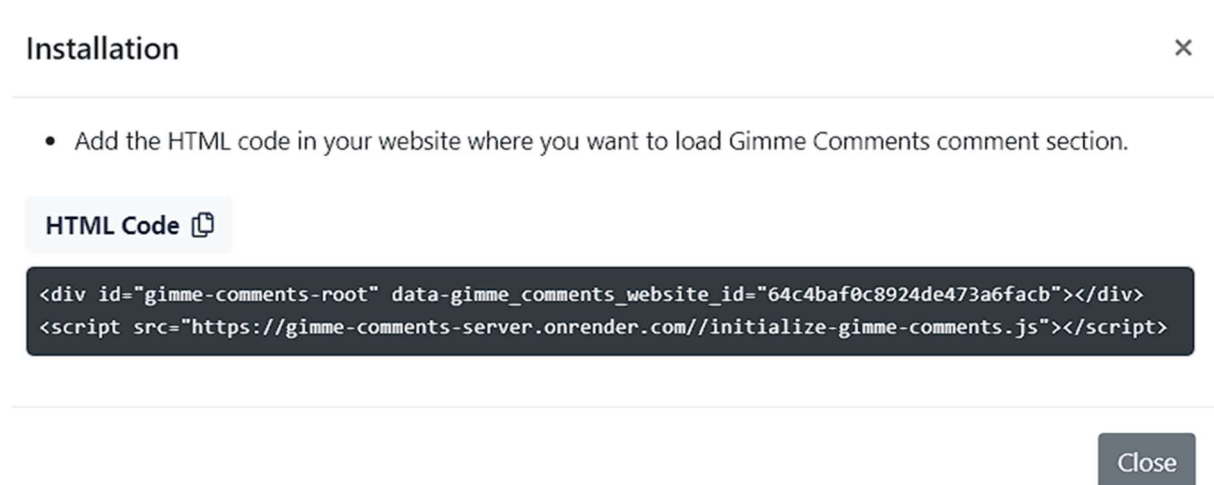 Installation ×
• Add the HTML code in your website where you want to load Gimme Comments comment section.
HTML Code
<div id="gimme-comments-root" data-gimme_comments_website_id="64c4baf0c8924de473a6facb"></div>
<script src="https://gimme-comments-server.onrender.com//initialize-gimme-comments.js"></script>
Close